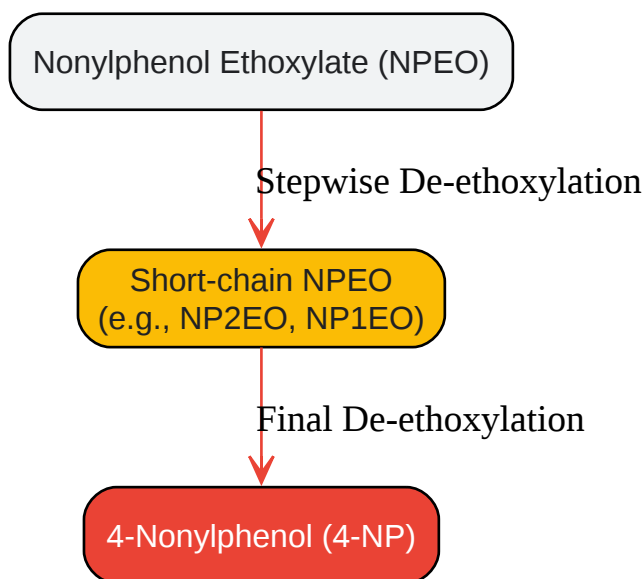 Nonylphenol Ethoxylate (NPEO)
Stepwise De-ethoxylation
Short-chain NPEO
(e.g., NP2EO, NP1EO)
Final De-ethoxylation
4-Nonylphenol (4-NP)